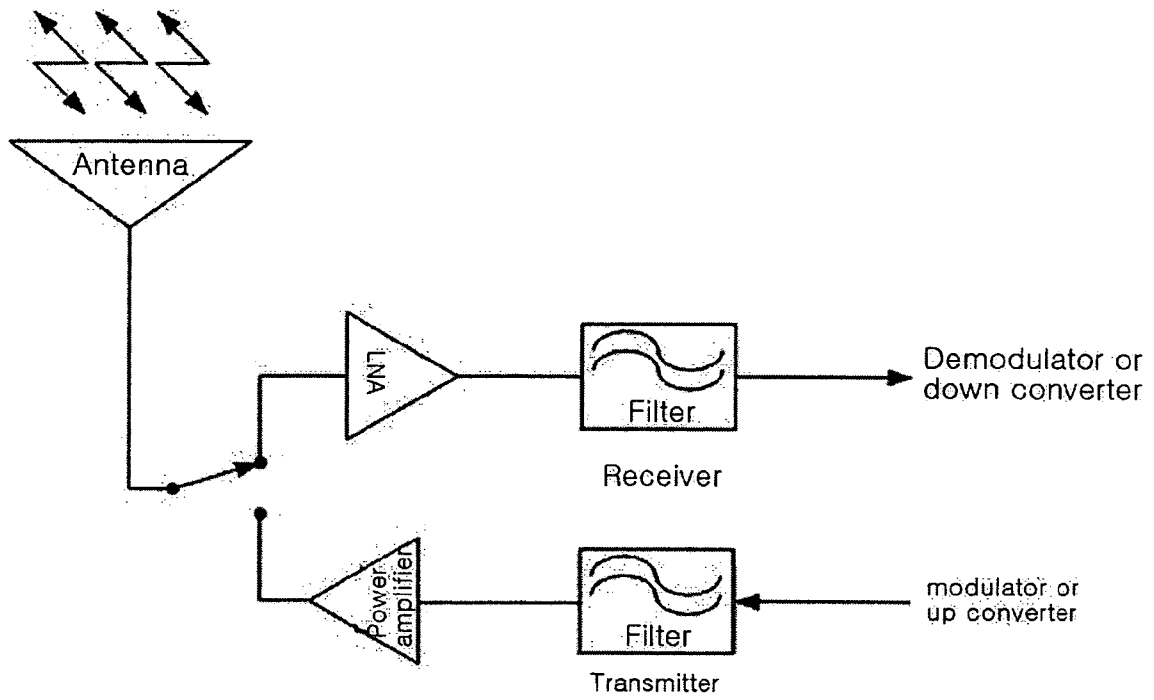 Antenna
LNA
Filter
Demodulator or
down converter
Receiver
Power
amplifier
Filter
modulator or
up converter
Transmitter